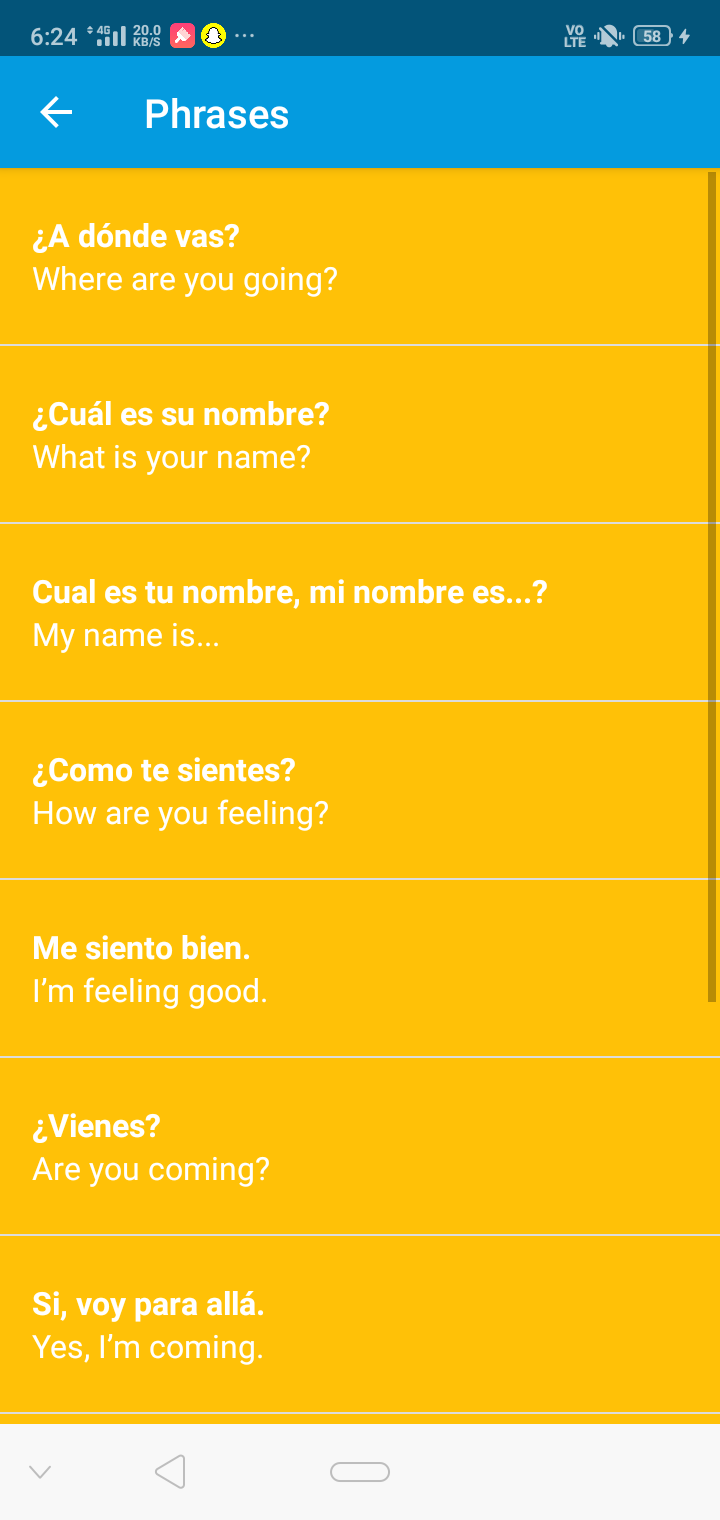 6:24 4G 20.0 KB/S ... VO LTE 58
Phrases
¿A dónde vas?
Where are you going?
¿Cuál es su nombre?
What is your name?
Cual es tu nombre, mi nombre es...?
My name is...
¿Como te sientes?
How are you feeling?
Me siento bien.
I’m feeling good.
¿Vienes?
Are you coming?
Si, voy para allá.
Yes, I’m coming.